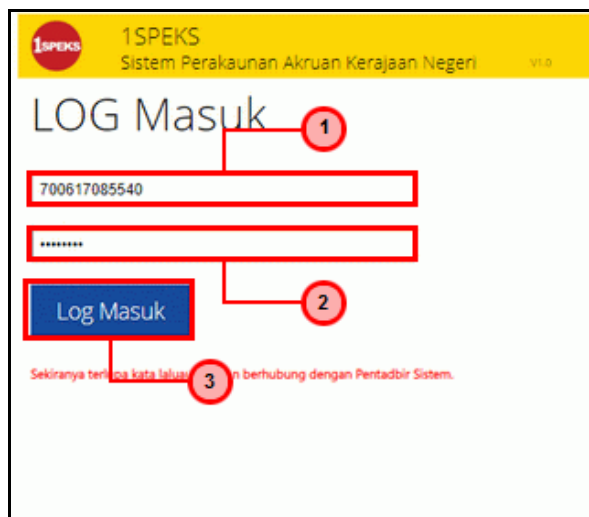 1SPEKS
1SPEKS
Sistem Perakaunan Akruan Kerajaan Negeri V1.0
LOG Masuk
1
700617085540
••••••••
2
Log Masuk
3
Sekiranya terlupa kata berhubung dengan Pentadbir Sistem.